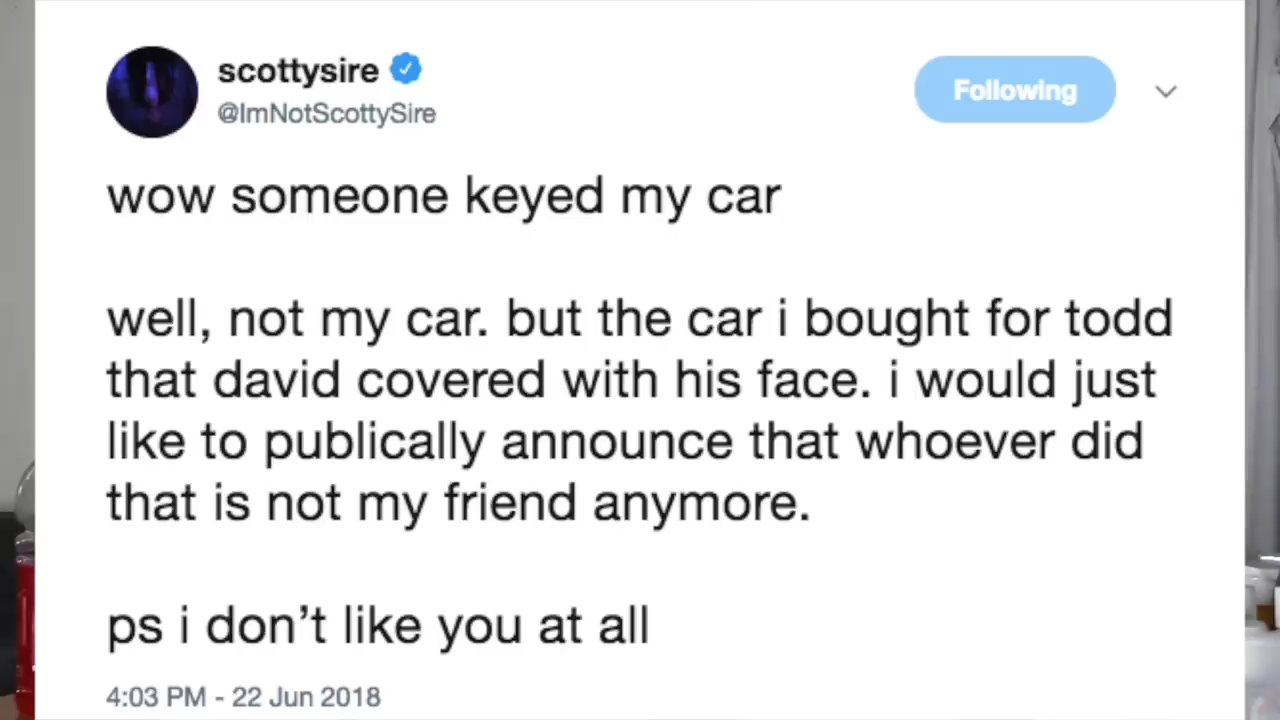 scottysire
@ImNotScottySire
Following
wow someone keyed my car
well, not my car. but the car i bought for todd
that david covered with his face. i would just
like to publically announce that whoever did
that is not my friend anymore.
ps i don’t like you at all
4:03 PM - 22 Jun 2018